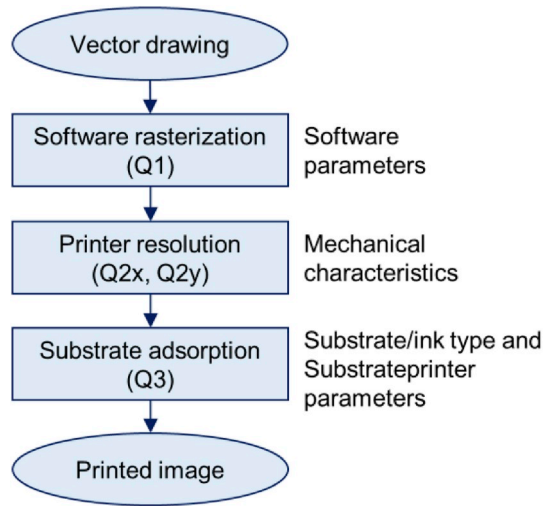 Vector drawing
Software rasterization
(Q1)
Software
parameters
Printer resolution
(Q2x, Q2y)
Mechanical
characteristics
Substrate adsorption
(Q3)
Substrate/ink type and
Substrateprinter
parameters
Printed image